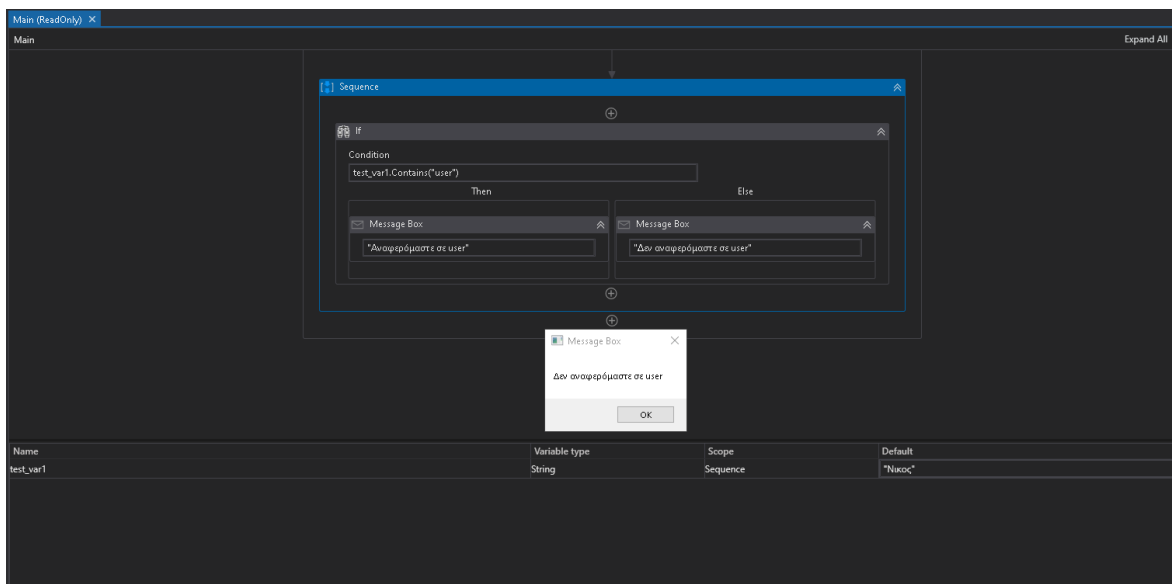 Main (ReadOnly) ×
Main Expand All
Sequence
If
Condition
test_var1.Contains("user")
Then Else
Message Box Message Box
"Αναφερόμαστε σε user" "Δεν αναφερόμαστε σε user"
Message Box
Δεν αναφερόμαστε σε user
OK
Name Variable type Scope Default
test_var1 String Sequence "Νικος"